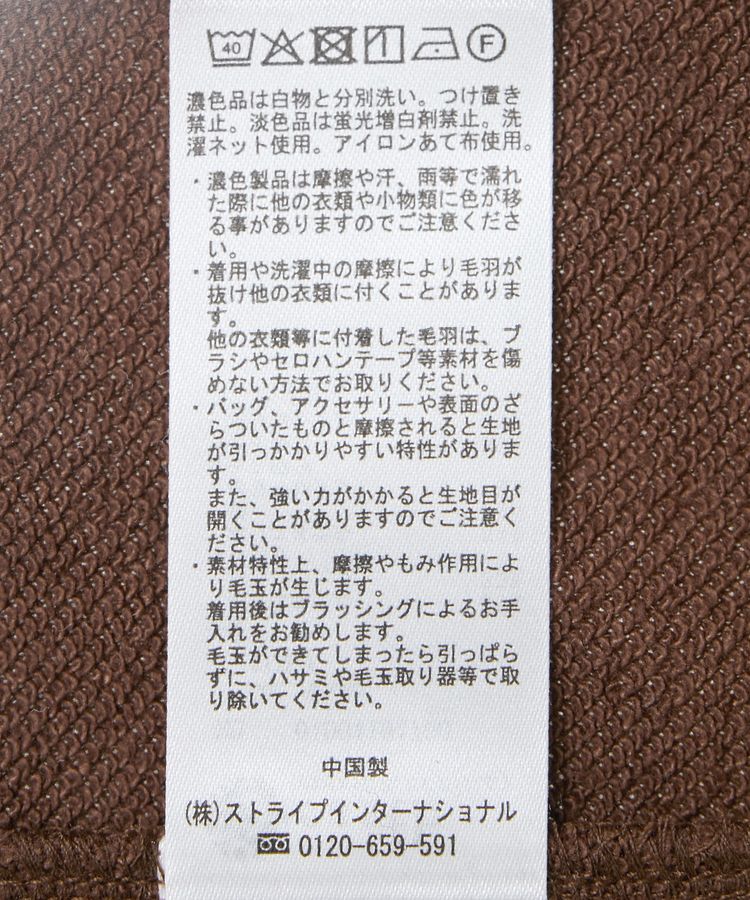 40 F
濃色品は白物と分別洗い。つけ置き
禁止。淡色品は蛍光増白剤禁止。洗
濯ネット使用。アイロンあて布使用。
・濃色製品は摩擦や汗、雨等で濡れ
た際に他の衣類や小物類に色が移
る事がありますのでご注意くださ
い。
・着用や洗濯中の摩擦により毛羽が
抜け他の衣類に付くことがありま
す。
他の衣類等に付着した毛羽は、ブ
ラシやセロハンテープ等素材を傷
めない方法でお取りください。
・バッグ、アクセサリーや表面のざ
らついたものと摩擦されると生地
が引っかかりやすい特性がありま
す。
また、強い力がかかると生地目が
開くことがありますのでご注意く
ださい。
・素材特性上、摩擦やもみ作用によ
り毛玉が生じます。
着用後はブラッシングによるお手
入れをお勧めします。
毛玉ができてしまったら引っぱら
ずに、ハサミや毛玉取り器等で取
り除いてください。
中国製
(株)ストライプインターナショナル
0120-659-591